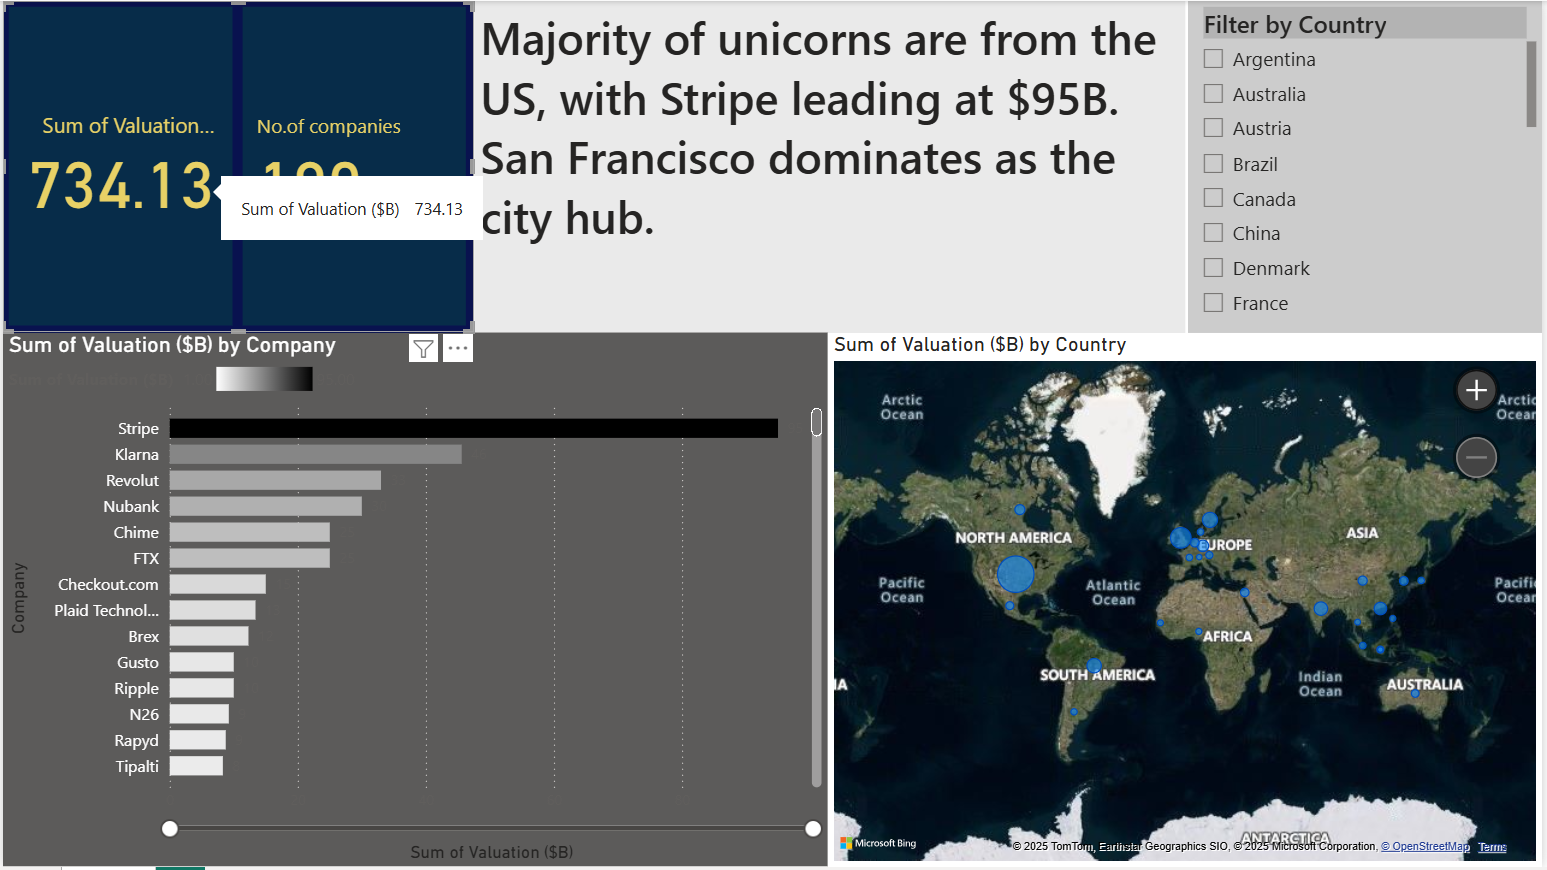 Sum of Valuation...
734.13
No.of companies
Sum of Valuation ($B) 734.13
Majority of unicorns are from the
US, with Stripe leading at $95B.
San Francisco dominates as the
city hub.
Filter by Country
Argentina
Australia
Austria
Brazil
Canada
China
Denmark
France
Sum of Valuation ($B) by Company
Company
Stripe
Klarna
Revolut
Nubank
Chime
FTX
Checkout.com
Plaid Technol...
Brex
Gusto
Ripple
N26
Rapyd
Tipalti
Sum of Valuation ($B)
Sum of Valuation ($B) by Country
Arctic
Ocean
Arctic
Ocean
NORTH AMERICA
EUROPE
ASIA
Pacific
Ocean
Atlantic
Ocean
Pacific
Ocean
AFRICA
SOUTH AMERICA
Indian
Ocean
AUSTRALIA
IA
ANTARCTICA
Microsoft Bing
© 2025 TomTom, Earthstar Geographics SIO, © 2025 Microsoft Corporation, © OpenStreetMap Terms